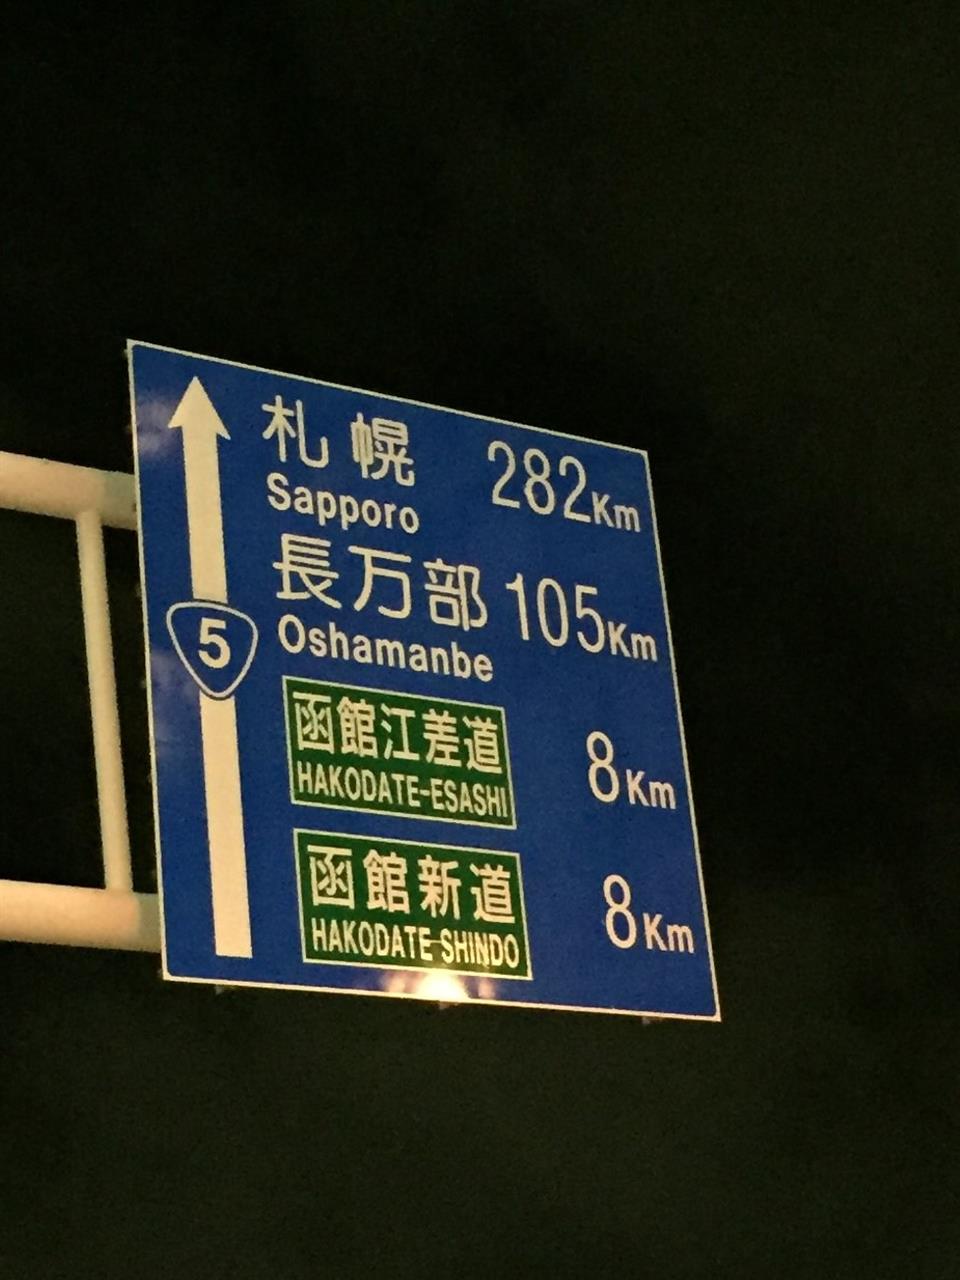 札幌 282Km
Sapporo
長万部 105Km
Oshamanbe
5
函館江差道 8Km
HAKODATE-ESASHI
函館新道 8Km
HAKODATE SHINDO